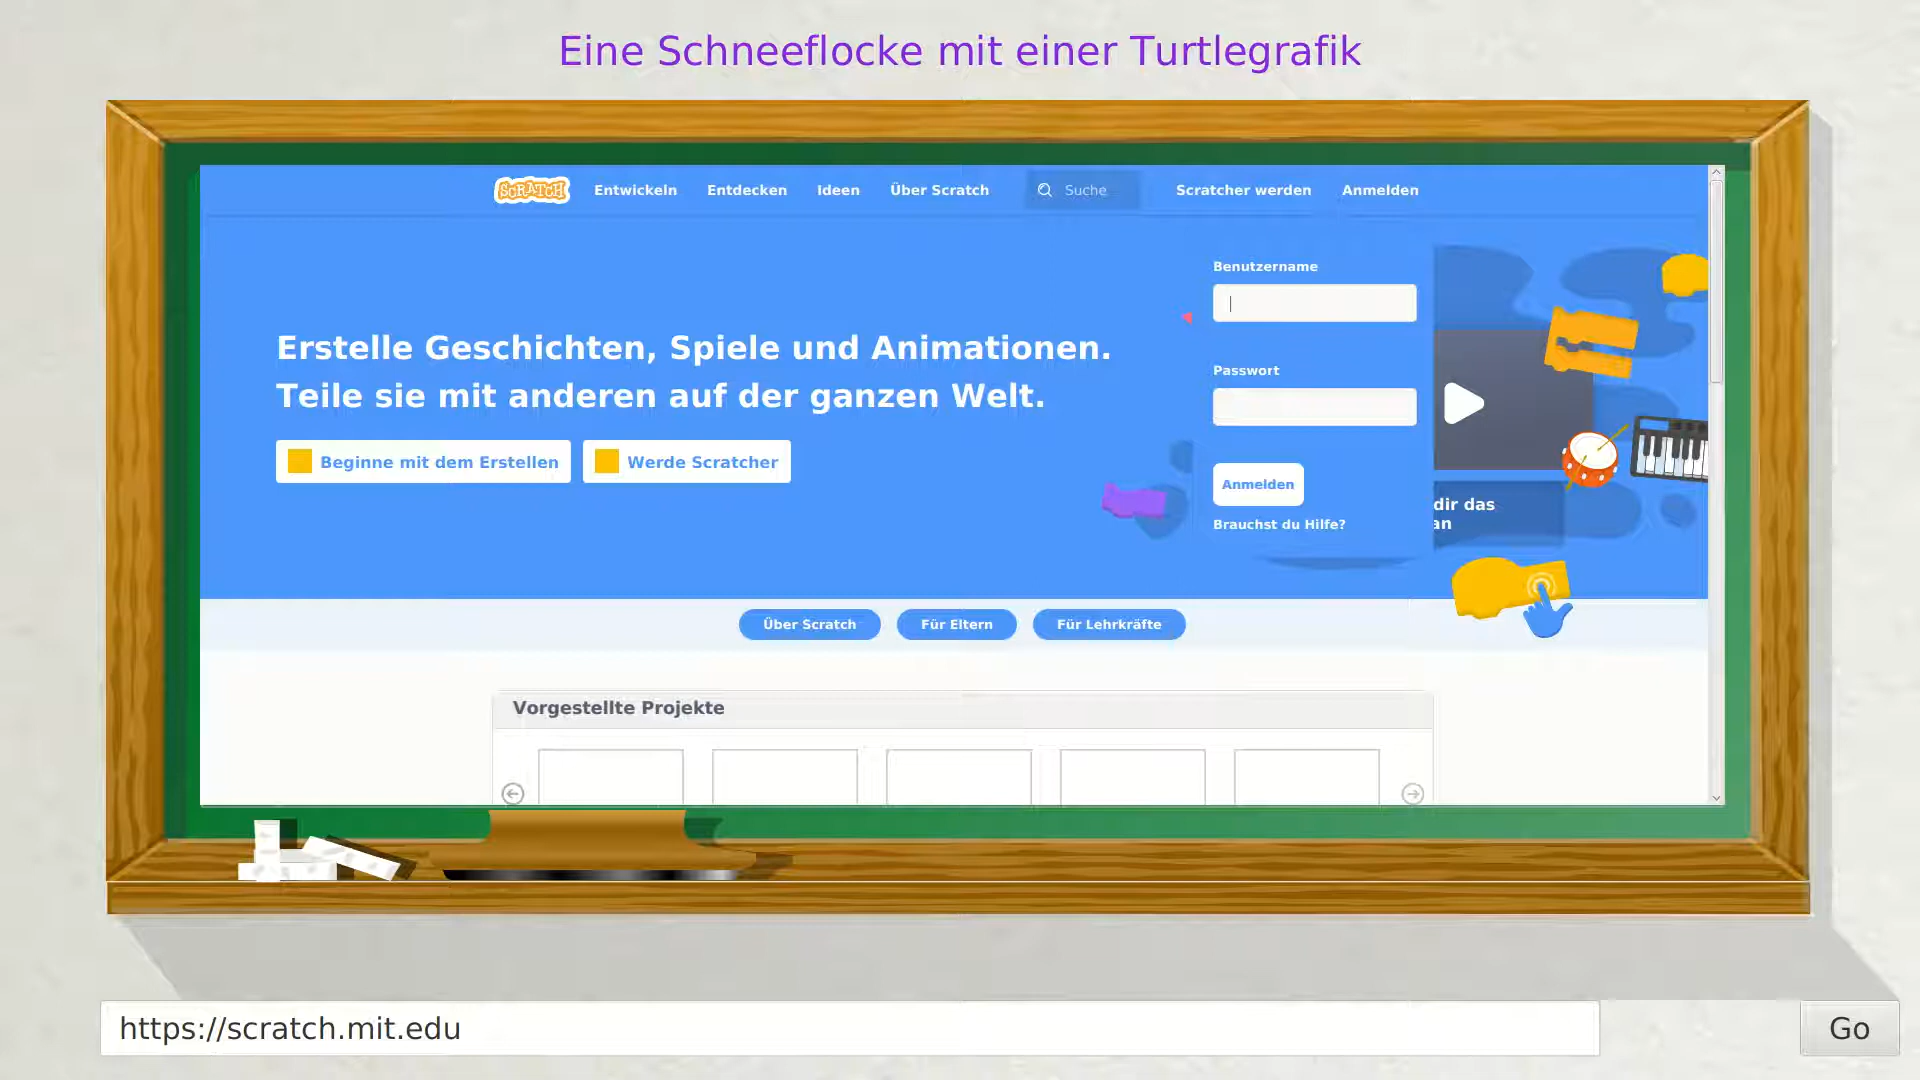 Eine Schneeflocke mit einer Turtlegrafik
SCRATCH
Entwickeln
Entdecken
Ideen
Über Scratch
Suche
Scratcher werden
Anmelden
Erstelle Geschichten, Spiele und Animationen.
Teile sie mit anderen auf der ganzen Welt.
Beginne mit dem Erstellen
Werde Scratcher
Benutzername
Passwort
Anmelden
Brauchst du Hilfe?
dir das
an
Über Scratch
Für Eltern
Für Lehrkräfte
Vorgestellte Projekte
https://scratch.mit.edu
Go